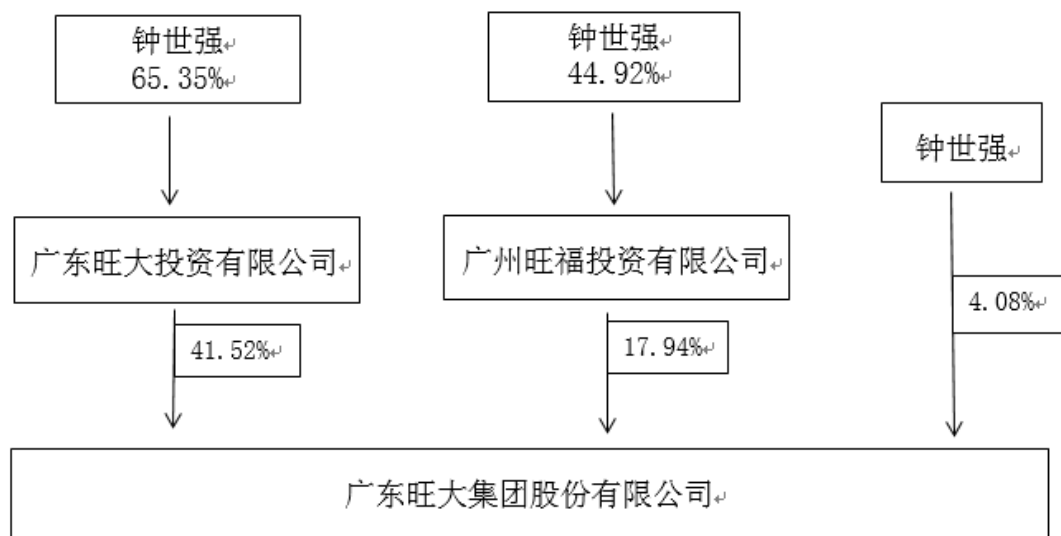 钟世强
65.35%
钟世强
44.92%
钟世强
广东旺大投资有限公司
广州旺福投资有限公司
41.52%
17.94%
4.08%
广东旺大集团股份有限公司